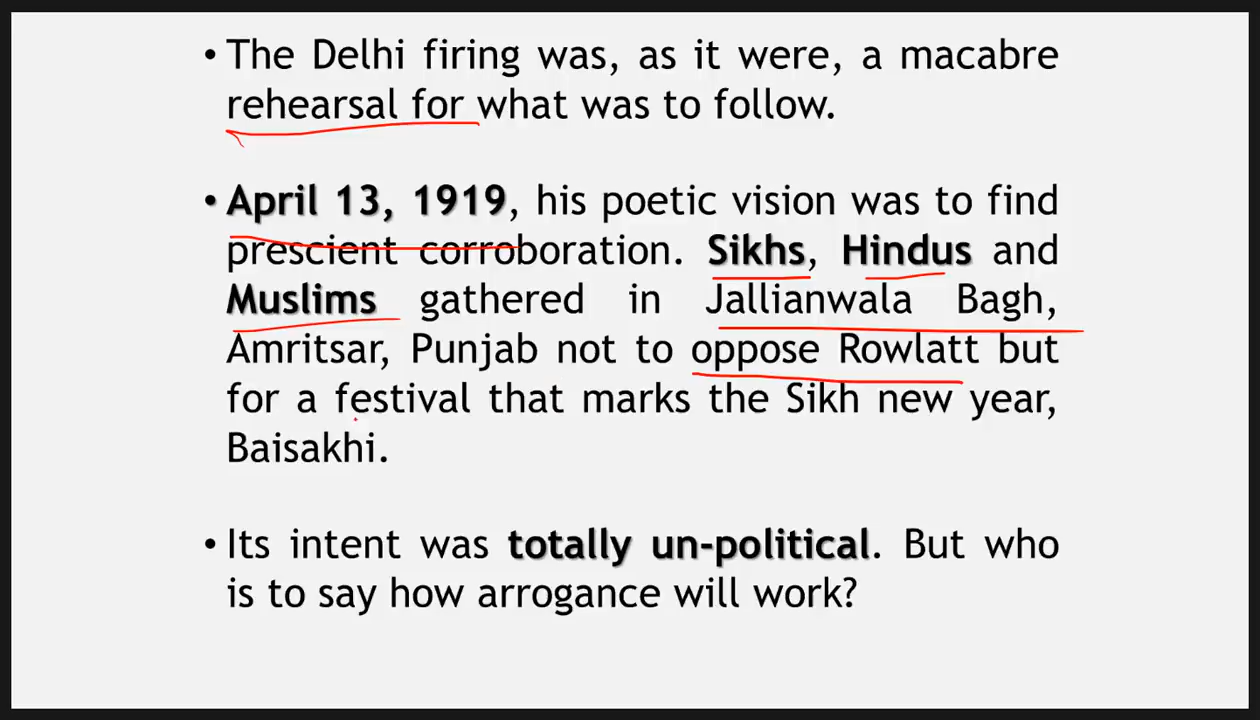 • The Delhi firing was, as it were, a macabre
rehearsal for what was to follow.
• April 13, 1919, his poetic vision was to find
prescient corroboration. Sikhs, Hindus and
Muslims gathered in Jallianwala Bagh,
Amritsar, Punjab not to oppose Rowlatt but
for a festival that marks the Sikh new year,
Baisakhi.
• Its intent was totally un-political. But who
is to say how arrogance will work?